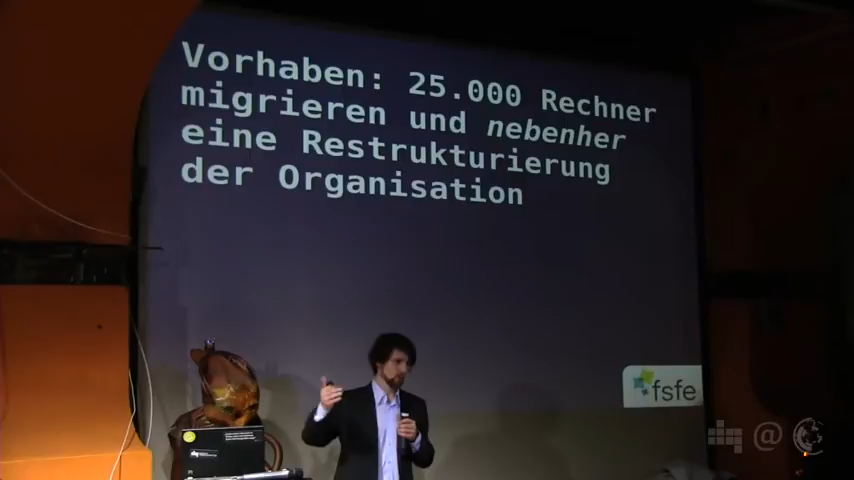 Vorhaben: 25.000 Rechner
migrieren und nebenher
eine Restrukturierung
der Organisation
fsfe
@